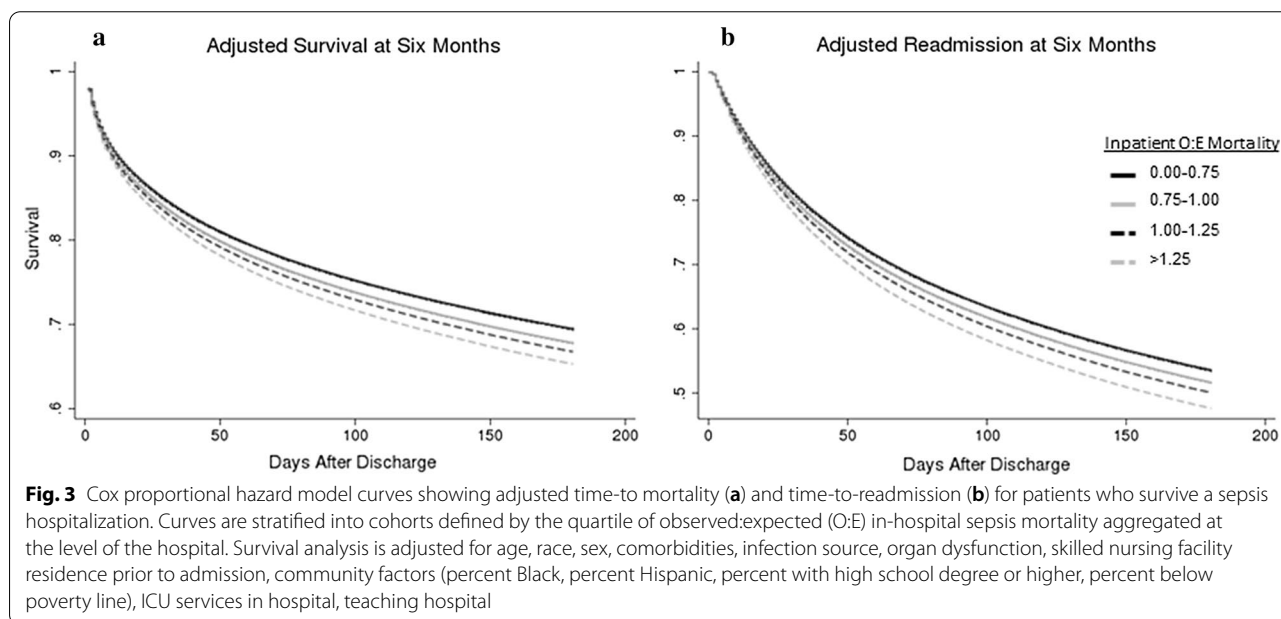 a
Adjusted Survival at Six Months
1
.9
.8
.7
.6
Survival
0
50
100
150
200
Days After Discharge
b
Adjusted Readmission at Six Months
1
.9
.8
.7
.6
.5
0
50
100
150
200
Days After Discharge
Inpatient O:E Mortality
0.00-0.75
0.75-1.00
1.00-1.25
>1.25
Fig. 3 Cox proportional hazard model curves showing adjusted time-to mortality (a) and time-to-readmission (b) for patients who survive a sepsis
hospitalization. Curves are stratified into cohorts defined by the quartile of observed:expected (O:E) in-hospital sepsis mortality aggregated at
the level of the hospital. Survival analysis is adjusted for age, race, sex, comorbidities, infection source, organ dysfunction, skilled nursing facility
residence prior to admission, community factors (percent Black, percent Hispanic, percent with high school degree or higher, percent below
poverty line), ICU services in hospital, teaching hospital